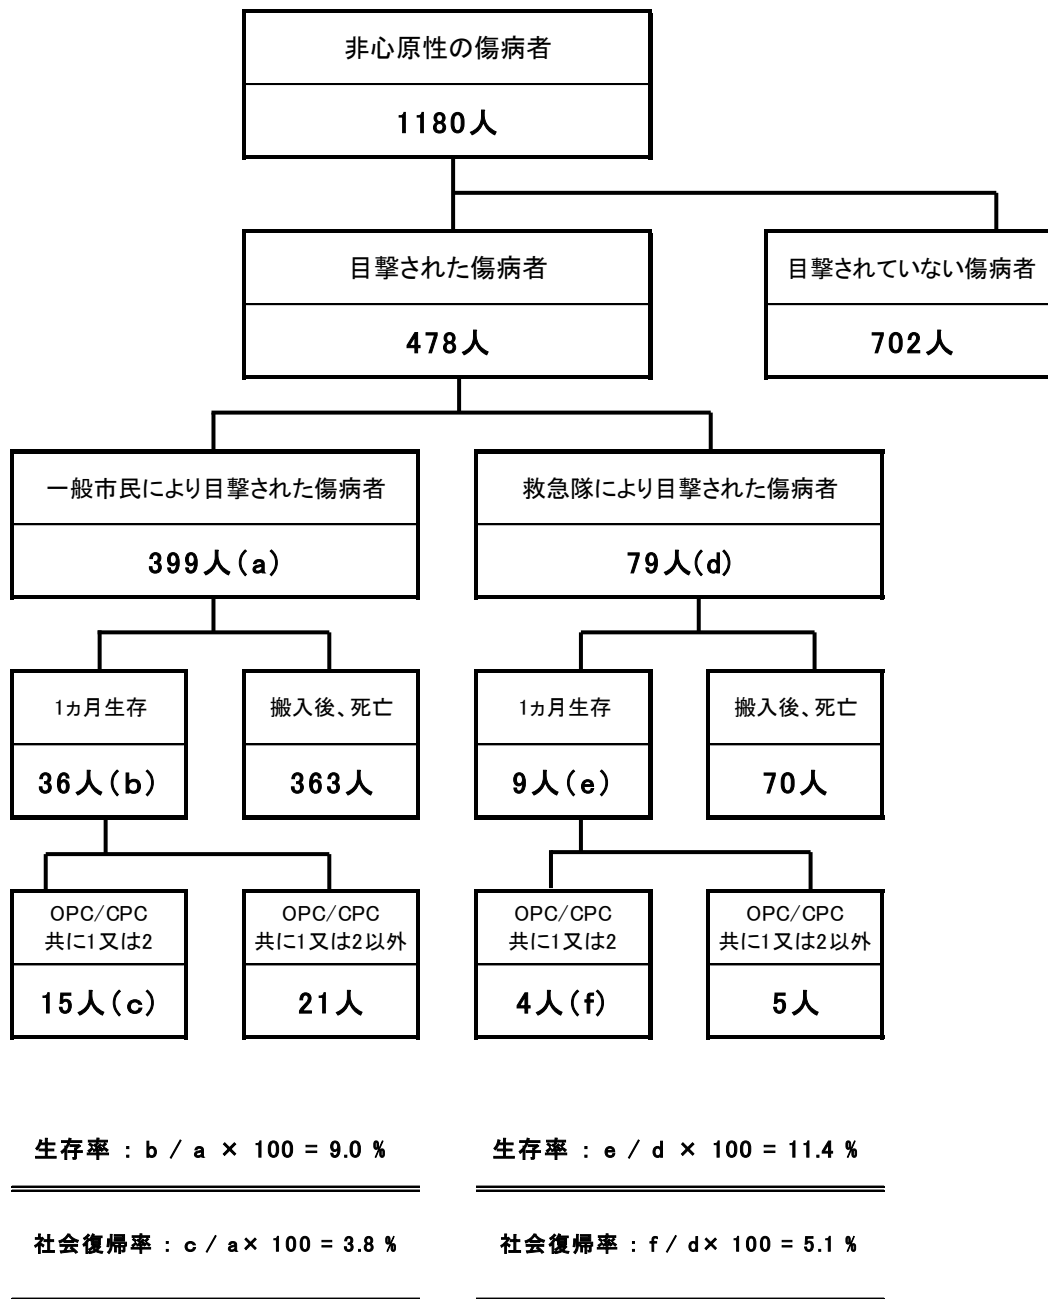 非心原性の傷病者
1180人
目撃された傷病者
目撃されていない傷病者
478人
702人
一般市民により目撃された傷病者
救急隊により目撃された傷病者
399人(a)
79人(d)
1ヵ月生存
搬入後、死亡
1ヵ月生存
搬入後、死亡
36人(b)
363人
9人(e)
70人
OPC/CPC
共に1又は2
OPC/CPC
共に1又は2以外
OPC/CPC
共に1又は2
OPC/CPC
共に1又は2以外
15人(c)
21人
4人(f)
5人
生存率 : b / a × 100 = 9.0 %
生存率 : e / d × 100 = 11.4 %
社会復帰率 : c / a× 100 = 3.8 %
社会復帰率 : f / d× 100 = 5.1 %